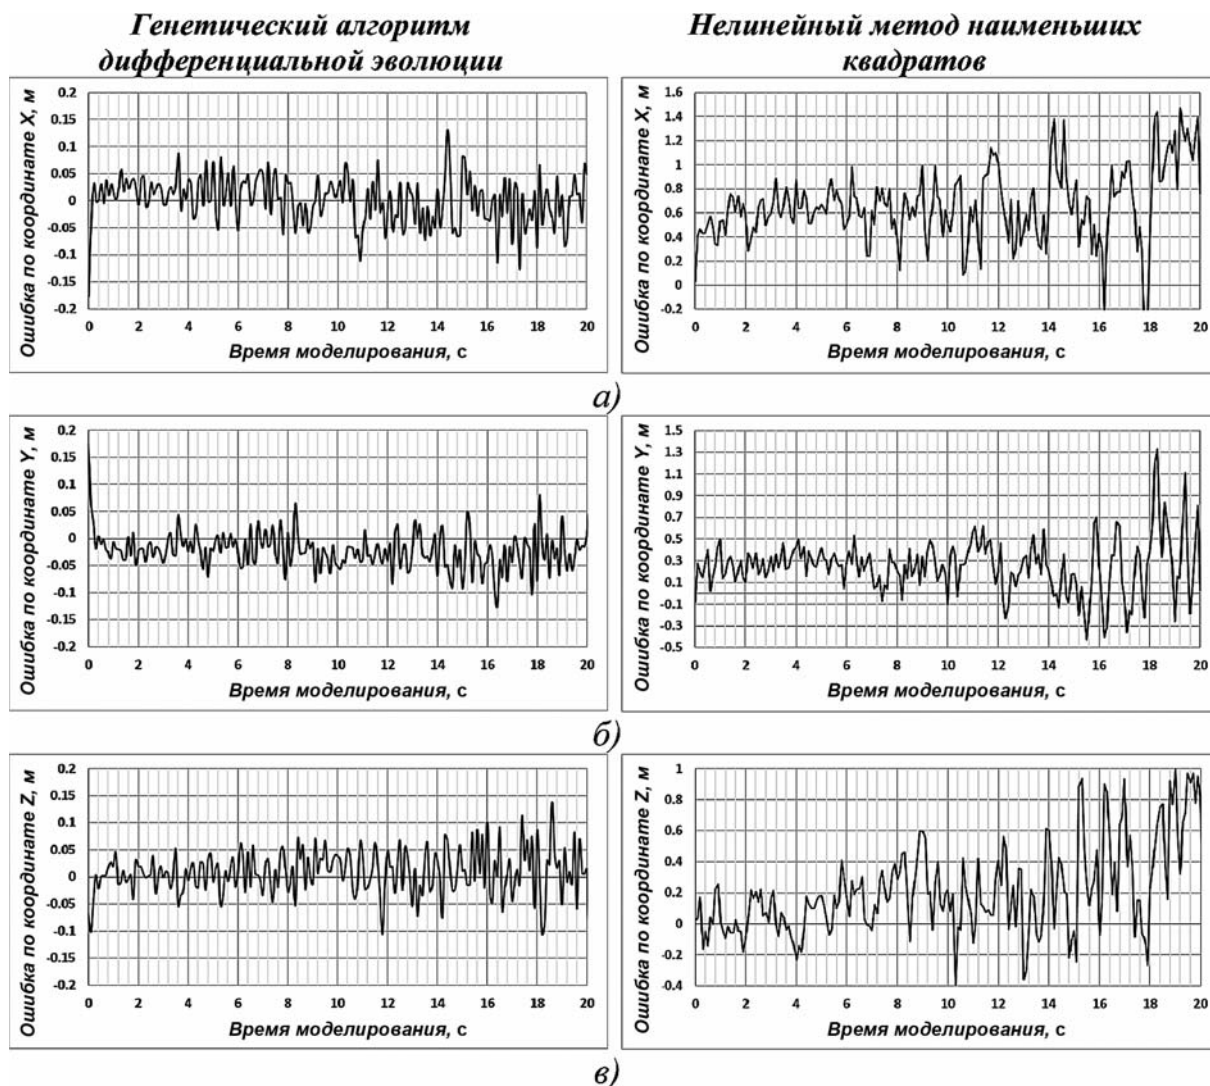 Генетический алгоритм
дифференциальной эволюции
Нелинейный метод наименьших
квадратов
Ошибка по координате X, м
0.2
0.15
0.1
0.05
0
-0.05
-0.1
-0.15
-0.2
0 2 4 6 8 10 12 14 16 18 20
Время моделирования, с
Ошибка по координате X, м
1.6
1.4
1.2
1
0.8
0.6
0.4
0.2
0
-0.2
0 2 4 6 8 10 12 14 16 18 20
Время моделирования, с
а)
Ошибка по координате Y, м
0.2
0.15
0.1
0.05
0
-0.05
-0.1
-0.15
-0.2
0 2 4 6 8 10 12 14 16 18 20
Время моделирования, с
Ошибка по координате Y, м
1.5
1.3
1.1
0.9
0.7
0.5
0.3
0.1
-0.1
-0.3
-0.5
0 2 4 6 8 10 12 14 16 18 20
Время моделирования, с
б)
Ошибка по координате Z, м
0.2
0.15
0.1
0.05
0
-0.05
-0.1
-0.15
-0.2
0 2 4 6 8 10 12 14 16 18 20
Время моделирования, с
Ошибка по координате Z, м
1
0.8
0.6
0.4
0.2
0
-0.2
-0.4
0 2 4 6 8 10 12 14 16 18 20
Время моделирования, с
в)